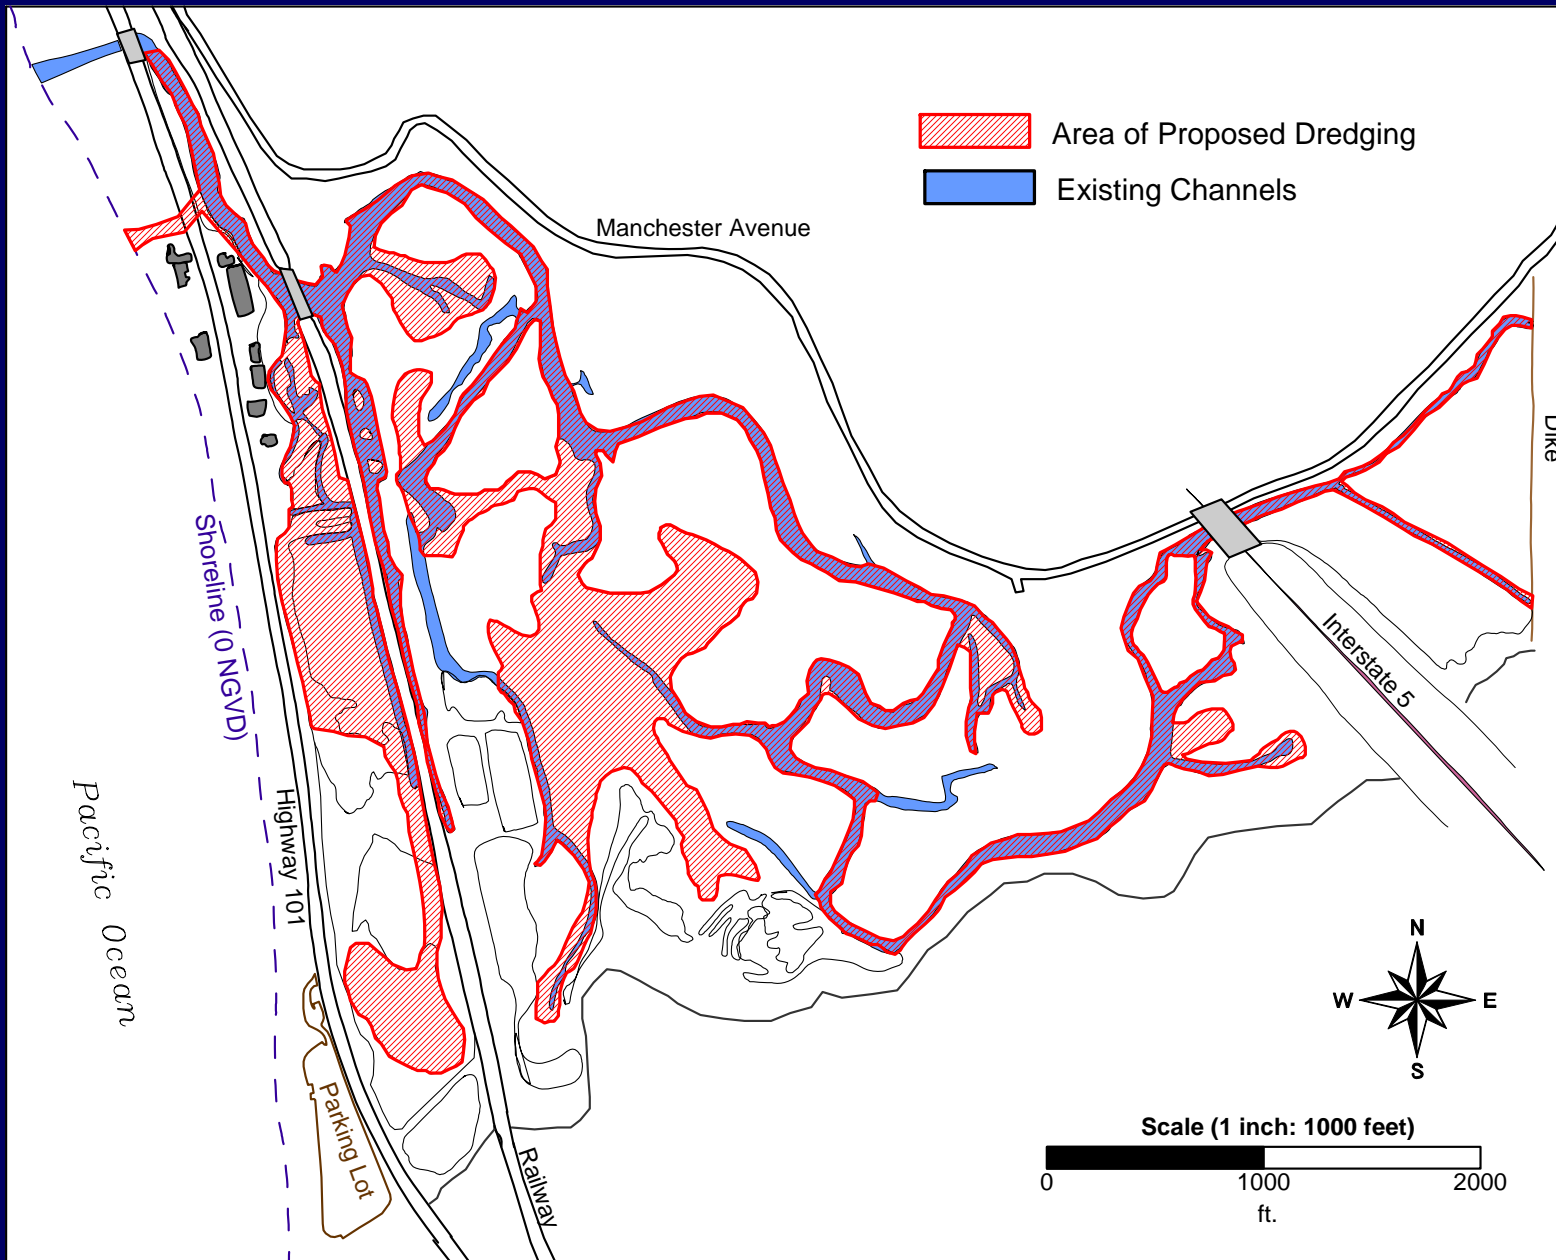 Area of Proposed Dredging
Existing Channels
Manchester Avenue
Dike
Shoreline (0 NGVD)
Interstate 5
Pacific Ocean
Highway 101
N
W
E
S
Parking Lot
Railway
Scale (1 inch: 1000 feet)
0 1000 2000
ft.